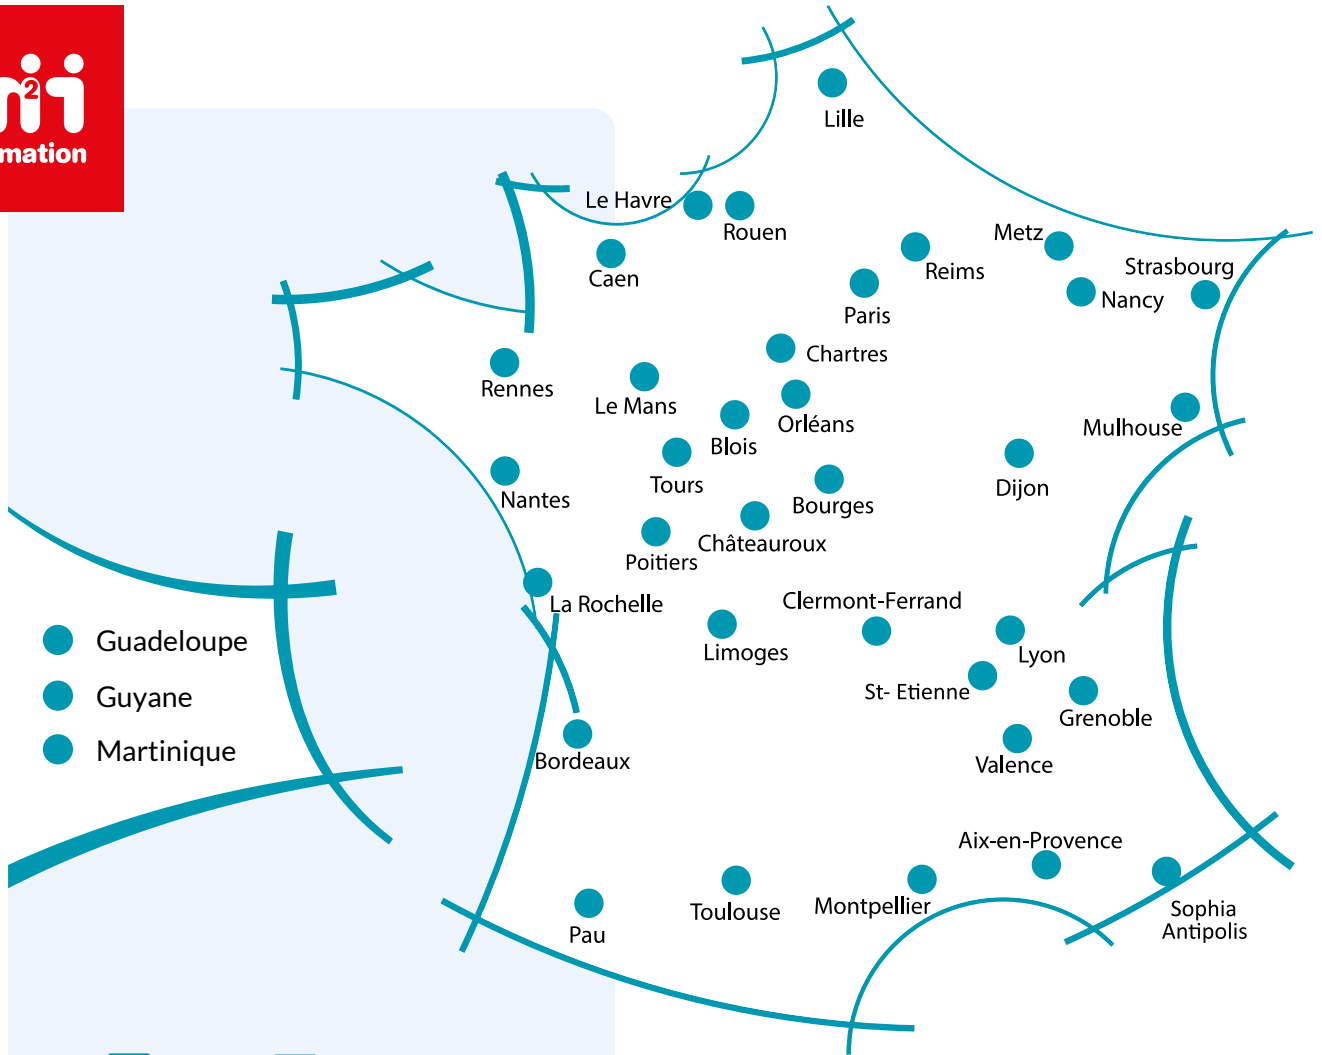 2
mation
Lille
Le Havre
Rouen
Caen
Metz
Reims
Strasbourg
Nancy
Paris
Chartres
Rennes
Le Mans
Orléans
Blois
Mulhouse
Tours
Dijon
Nantes
Bourges
Châteauroux
Poitiers
La Rochelle
Clermont-Ferrand
Guadeloupe
Limoges
Lyon
St- Etienne
Guyane
Grenoble
Martinique
Bordeaux
Valence
Aix-en-Provence
Toulouse
Montpellier
Sophia
Antipolis
Pau